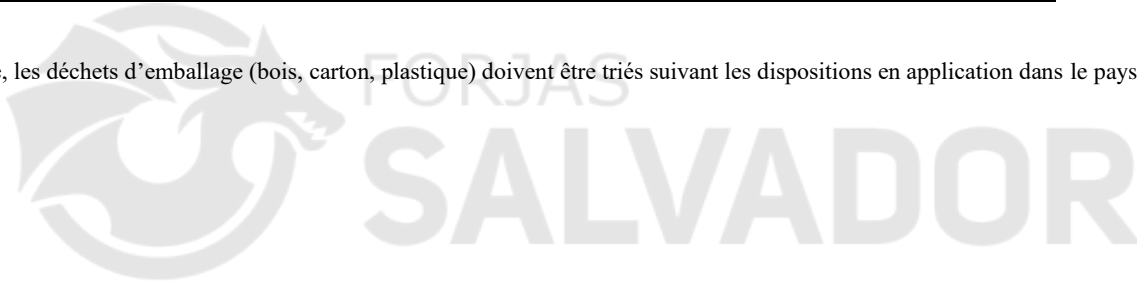 , les déchets d’emballage (bois, carton, plastique) doivent être triés suivant les dispositions en application dans le pays
FORJAS
SALVADOR